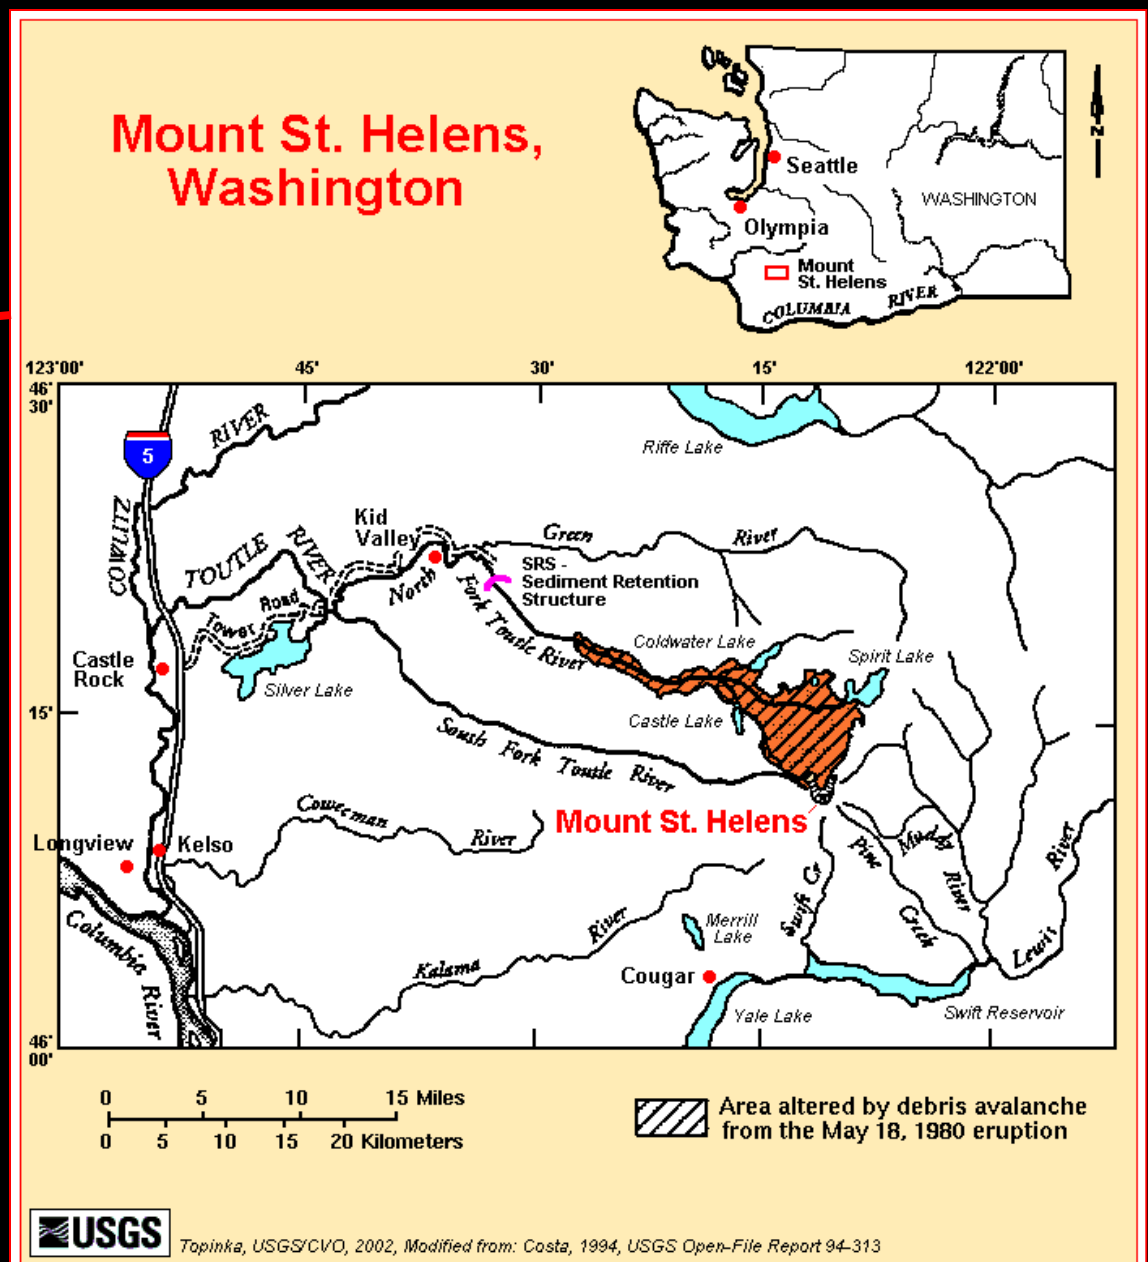 Mount St. Helens,
Washington
Seattle
WASHINGTON
Olympia
Mount
St. Helens
COLUMBIA RIVER
N
123°00'
45'
30'
15'
122°00'
46°
30'
RIVER
5
Riffe Lake
COWLITZ
Kid
Valley
Green River
TOUTLE RIVER
SRS -
Sediment Retention
Structure
North Fork Toutle River
Tower Road
Coldwater Lake
Spirit Lake
Castle
Rock
Silver Lake
15'
Castle Lake
South Fork Toutle River
Mount St. Helens
Coweeman River
Longview
Kelso
Pine Creek
Muddy River
Swift Cr
Lewis River
Merrill
Lake
Columbia River
Kalama River
Cougar
Yale Lake
Swift Reservoir
46°
00'
0 5 10 15 Miles
0 5 10 15 20 Kilometers
Area altered by debris avalanche
from the May 18, 1980 eruption
USGS
Topinka, USGS/CVO, 2002, Modified from: Costa, 1994, USGS Open-File Report 94-313